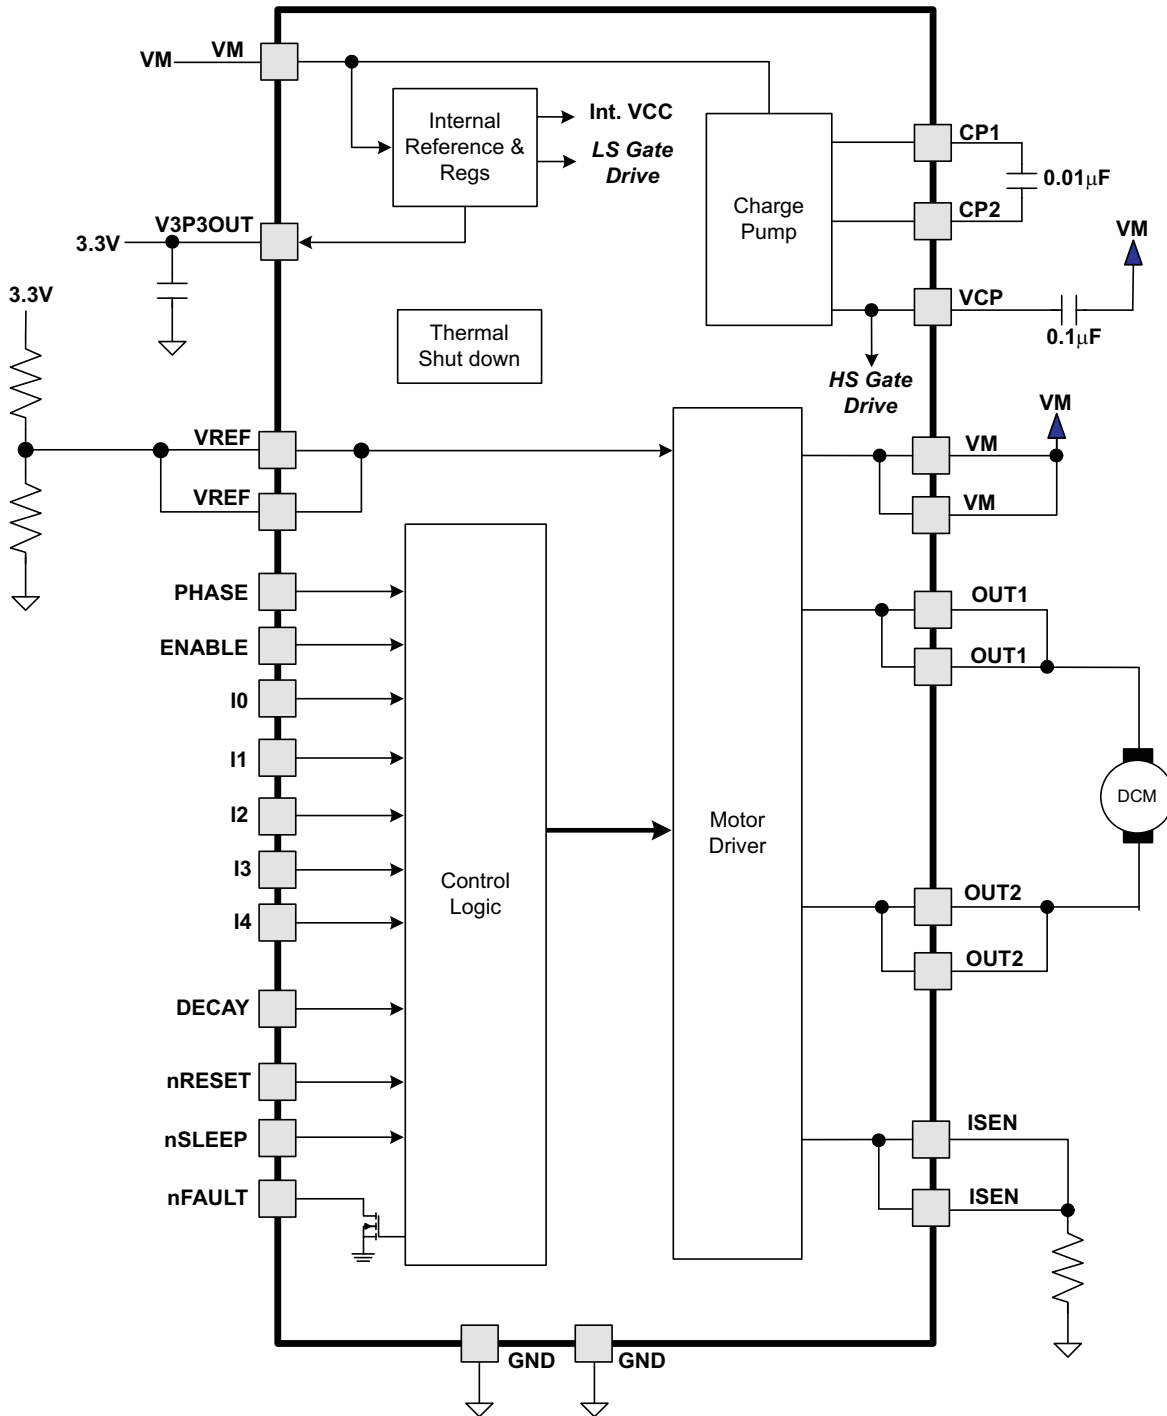 VM
VM
Internal
Reference &
Regs
Int. VCC
LS Gate
Drive
Charge
Pump
CP1
0.01μF
CP2
VM
V3P3OUT
3.3V
3.3V
VCP
0.1μF
HS Gate
Drive
Thermal
Shut down
VM
VREF
VM
VREF
VM
PHASE
OUT1
ENABLE
OUT1
I0
I1
DCM
I2
Motor
Driver
I3
Control
Logic
OUT2
I4
OUT2
DECAY
nRESET
ISEN
nSLEEP
nFAULT
ISEN
GND
GND